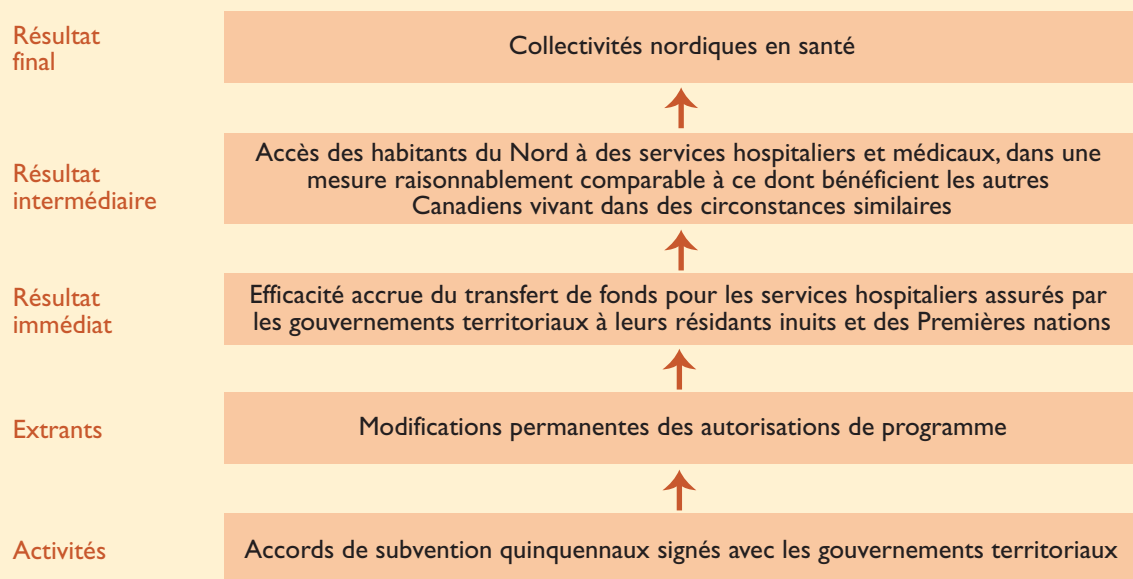 Résultat
final
Collectivités nordiques en santé
Résultat
intermédiaire
Accès des habitants du Nord à des services hospitaliers et médicaux, dans une
mesure raisonnablement comparable à ce dont bénéficient les autres
Canadiens vivant dans des circonstances similaires
Résultat
immédiat
Efficacité accrue du transfert de fonds pour les services hospitaliers assurés par
les gouvernements territoriaux à leurs résidants inuits et des Premières nations
Extrants
Modifications permanentes des autorisations de programme
Activités
Accords de subvention quinquennaux signés avec les gouvernements territoriaux